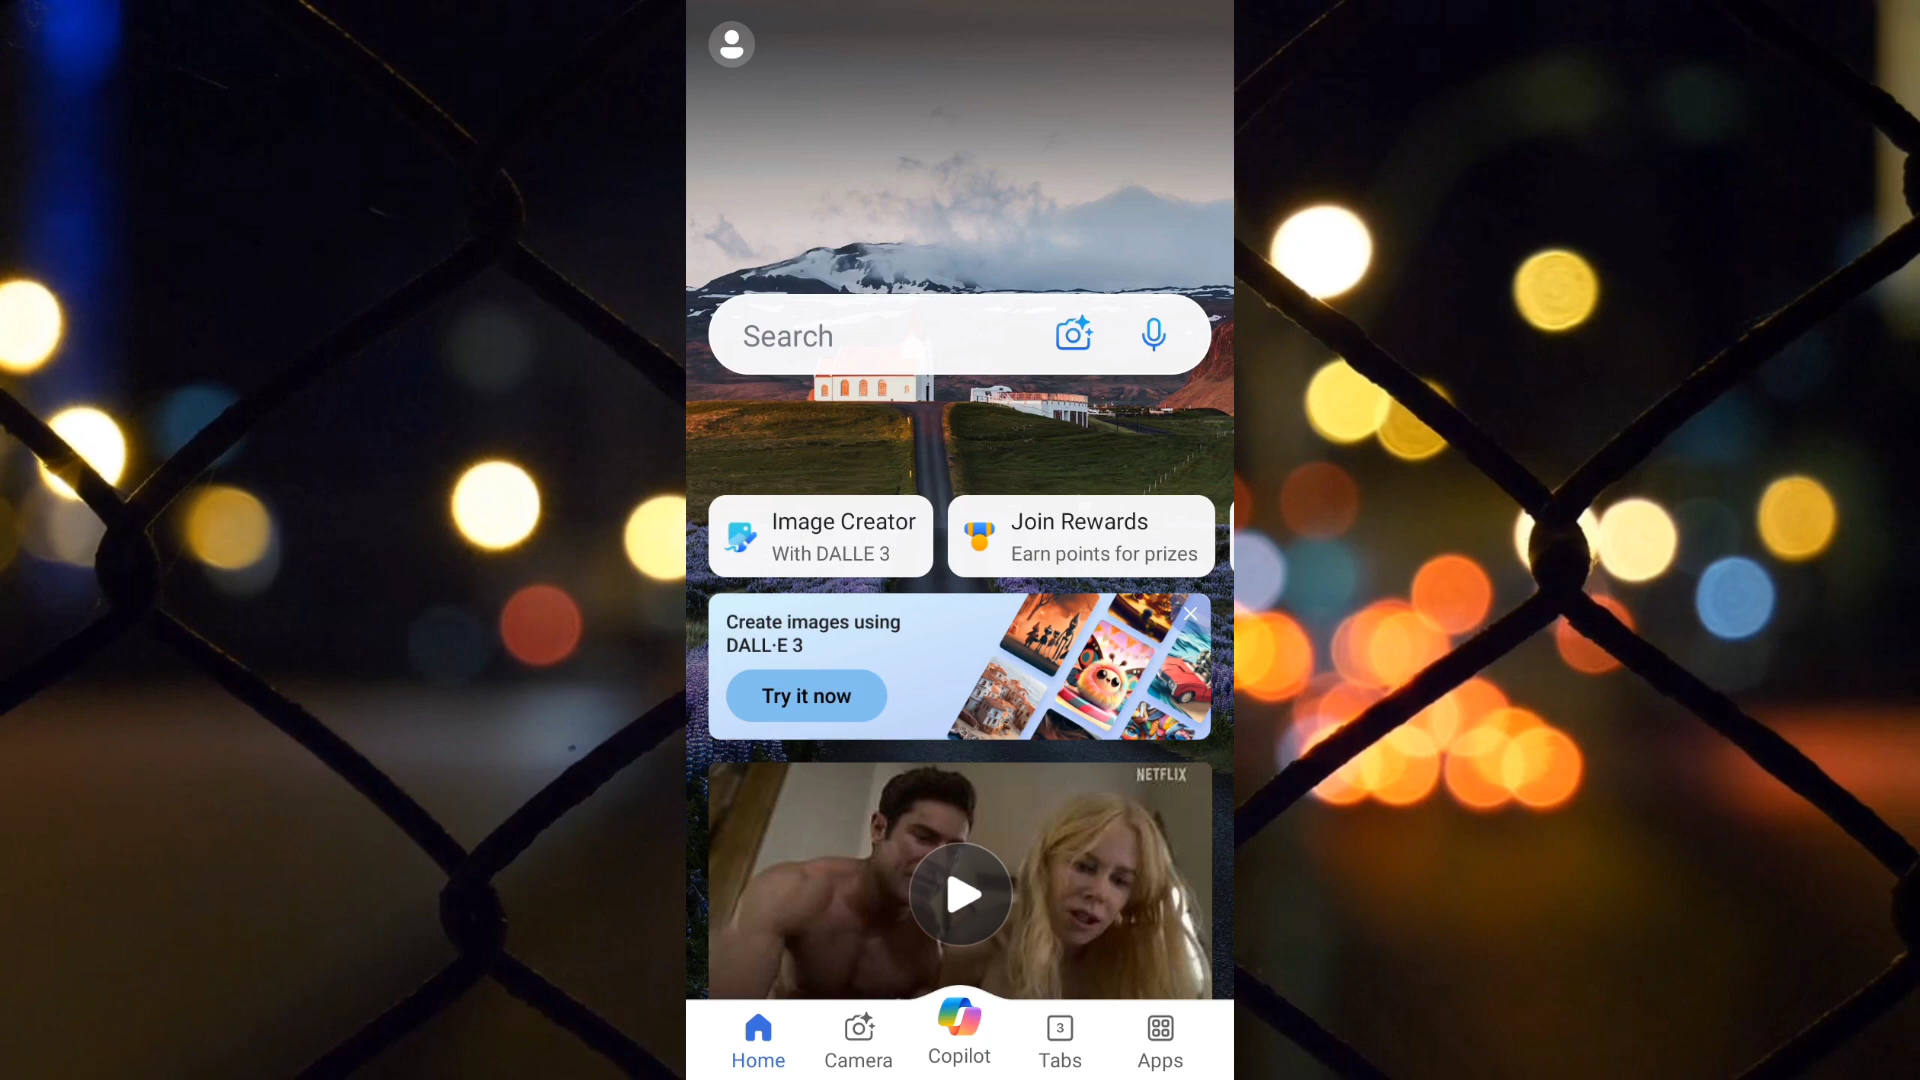 Search
Image Creator
With DALLE 3
Join Rewards
Earn points for prizes
Create images using
DALL·E 3
Try it now
NETFLIX
Home
Camera
Copilot
3
Tabs
Apps